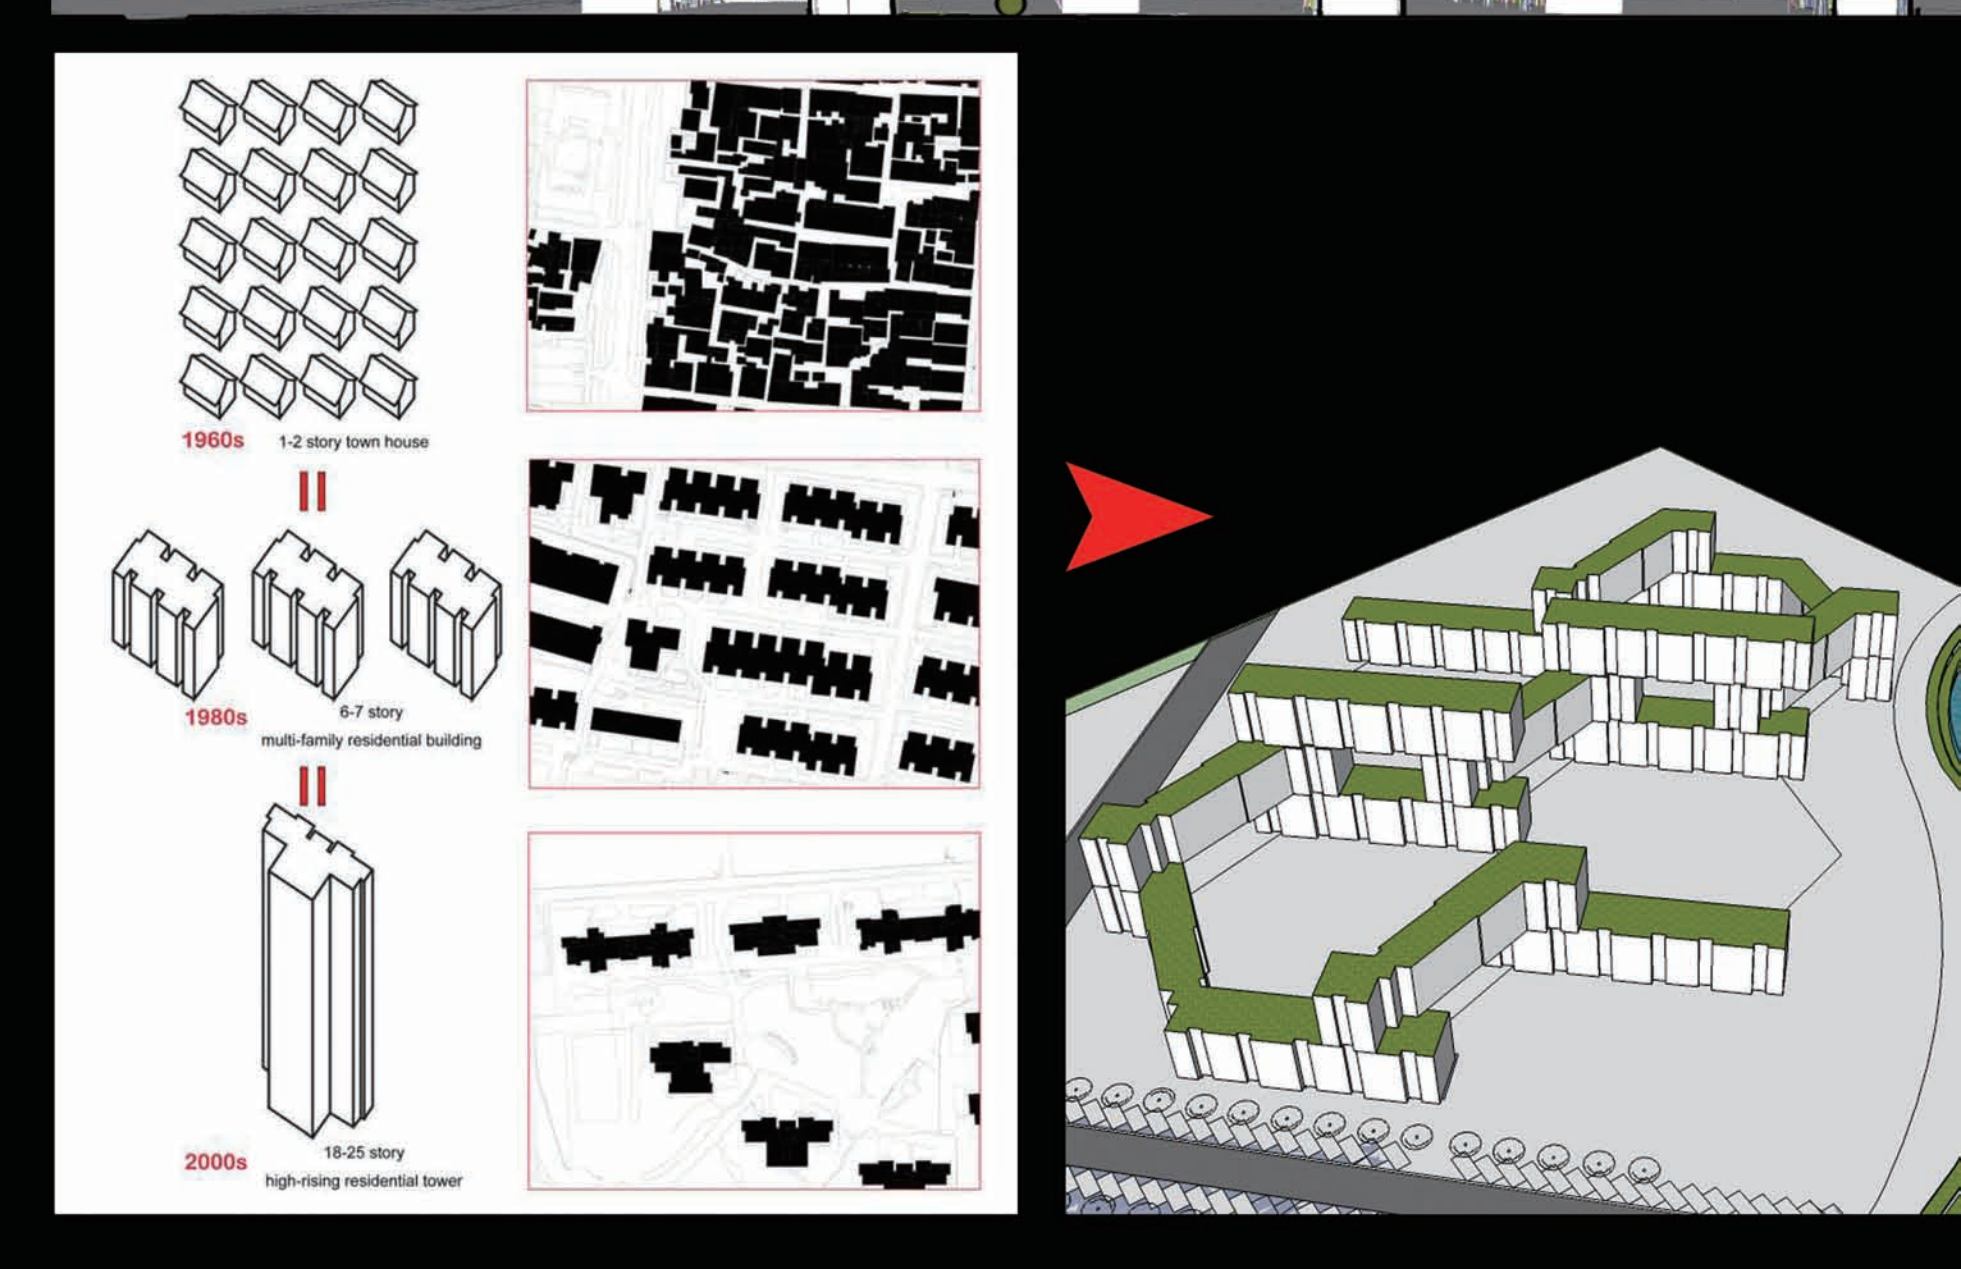 1960s 1-2 story town house
1980s 6-7 story
multi-family residential building
2000s 18-25 story
high-rising residential tower